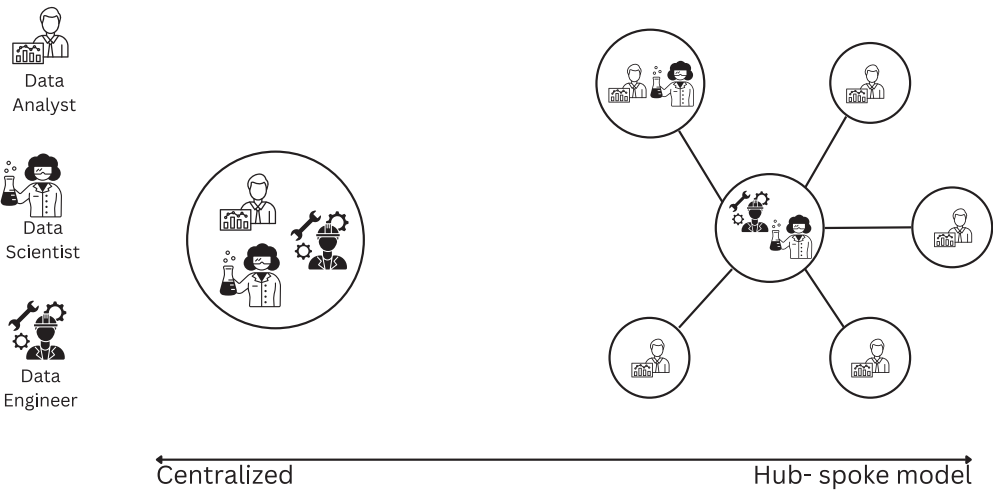 Data
Analyst
Data
Scientist
Data
Engineer
Centralized
Hub- spoke model